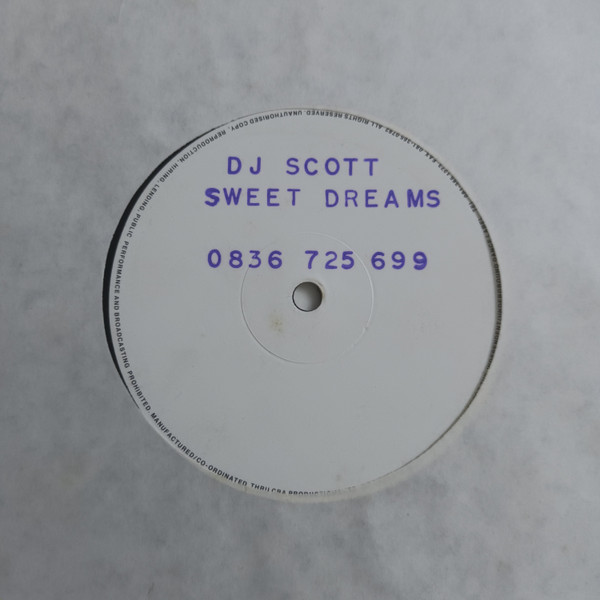 DJ SCOTT
SWEET DREAMS
0836 725 699
ALL RIGHTS RESERVED. UNAUTHORISED COPY, REPRODUCTION, HIRING, LENDING, PUBLIC PERFORMANCE AND BROADCASTING PROHIBITED. MANUFACTURED/CO-ORDINATED THRU